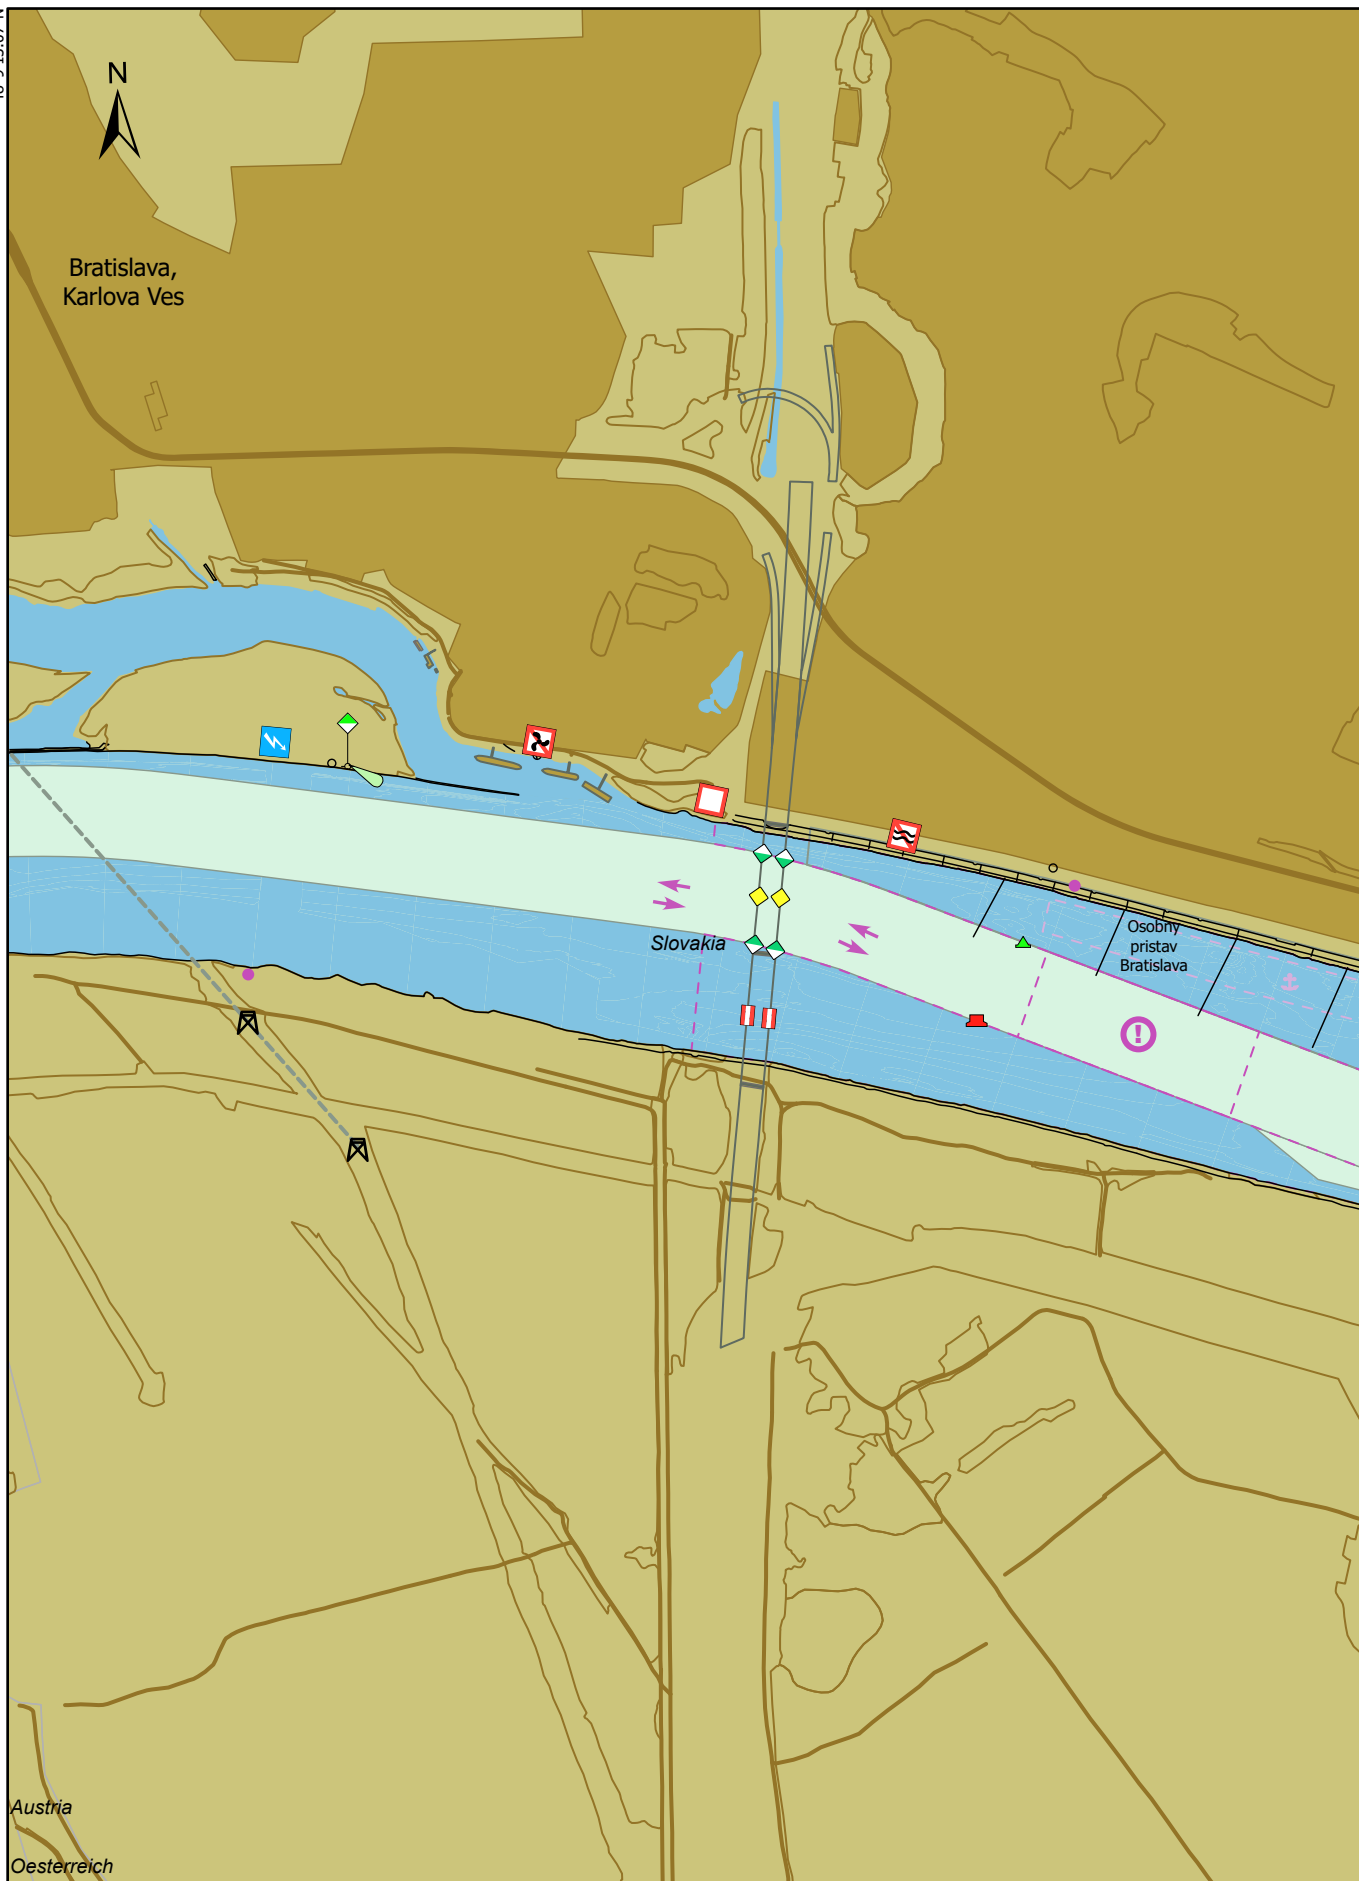 N
Bratislava,
Karlova Ves
Slovakia
Osobny
pristav
Bratislava
!
Austria
Oesterreich